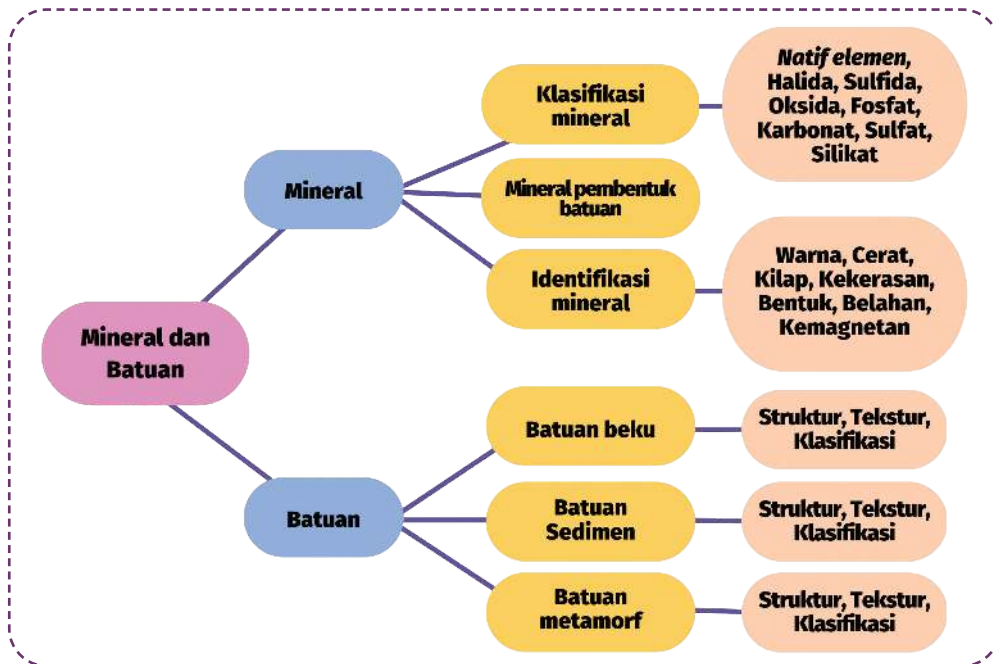 Mineral dan
Batuan
Mineral
Klasifikasi
mineral
Natif elemen,
Halida, Sulfida,
Oksida, Fosfat,
Karbonat, Sulfat,
Silikat
Mineral pembentuk
batuan
Identifikasi
mineral
Warna, Cerat,
Kilap, Kekerasan,
Bentuk, Belahan,
Kemagnetan
Batuan
Batuan beku
Struktur, Tekstur,
Klasifikasi
Batuan
Sedimen
Struktur, Tekstur,
Klasifikasi
Batuan
metamorf
Struktur, Tekstur,
Klasifikasi